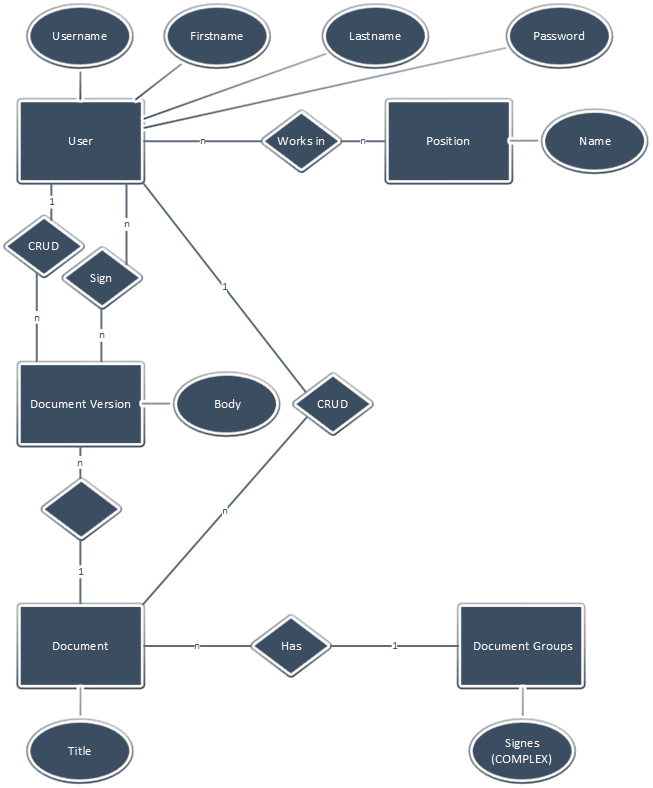 Username
Firstname
Lastname
Password
User
n
Works in
n
Position
Name
1
n
CRUD
Sign
1
n
n
Document Version
Body
CRUD
n
n
1
Document
n
Has
1
Document Groups
Title
Signes
(COMPLEX)